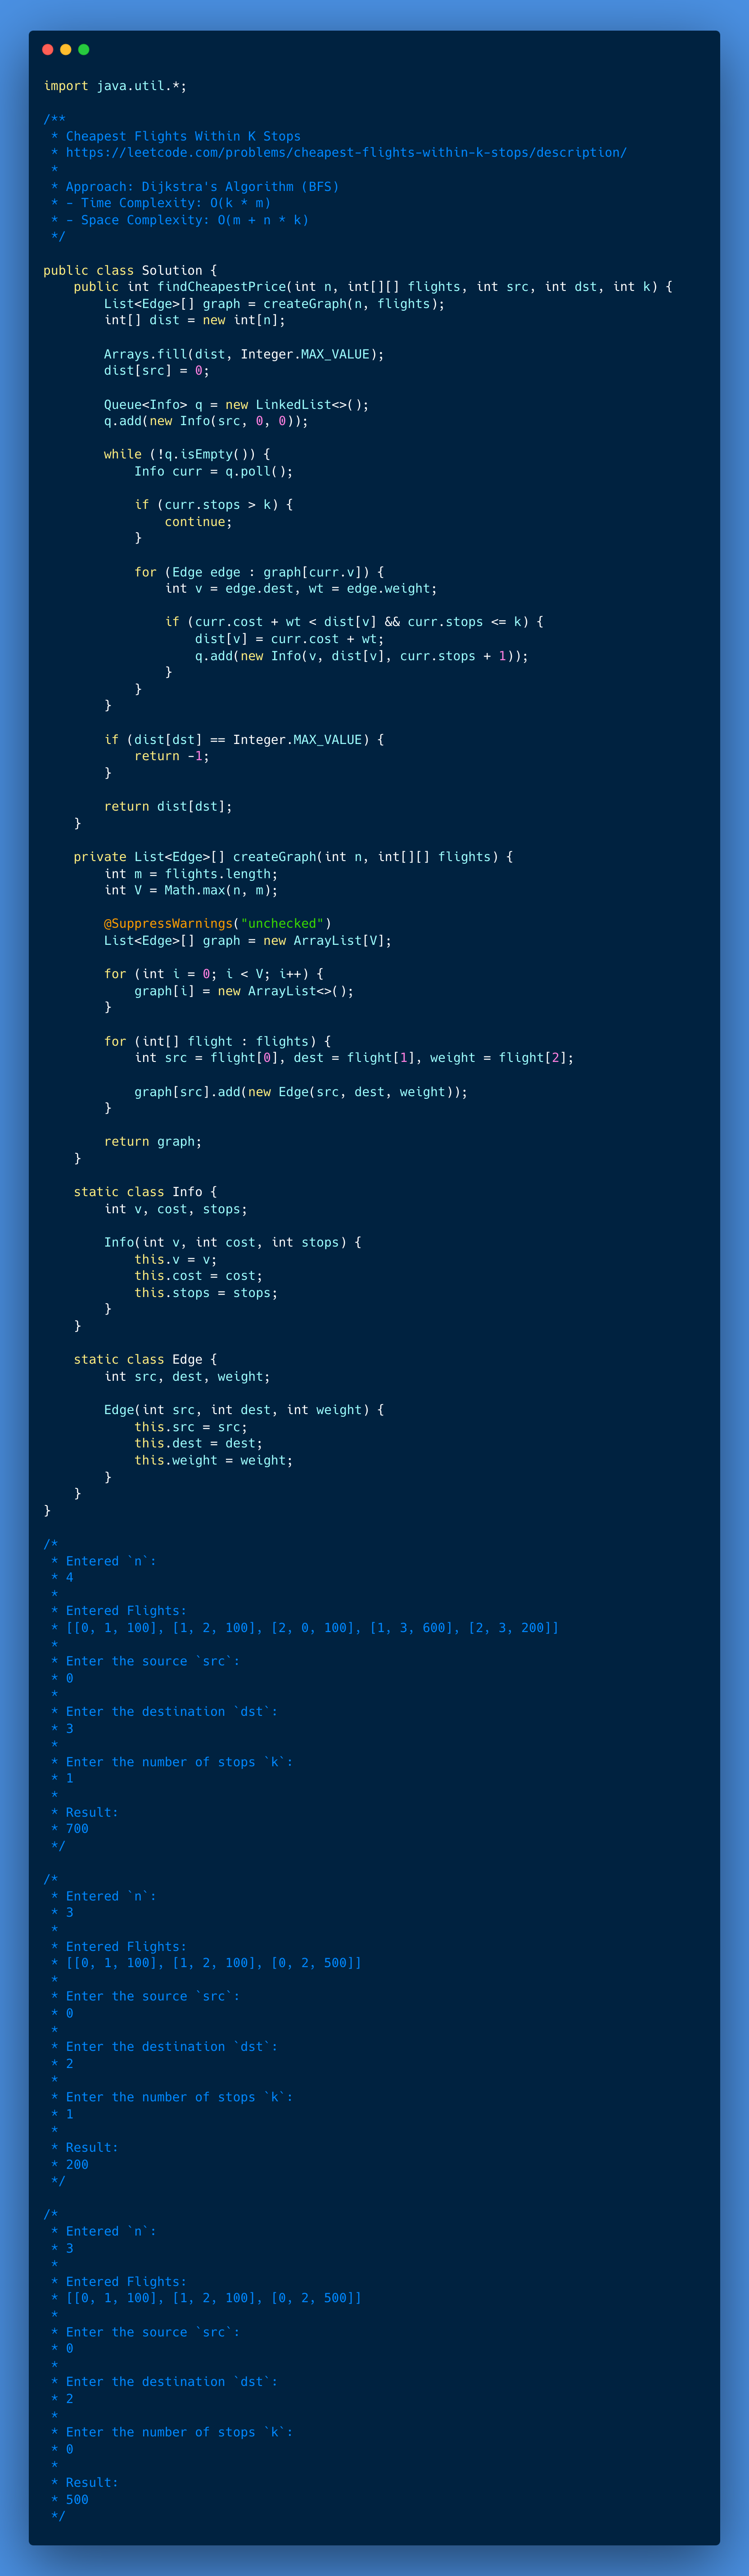 import java.util.*;

/**
 * Cheapest Flights Within K Stops
 * https://leetcode.com/problems/cheapest-flights-within-k-stops/description/
 *
 * Approach: Dijkstra's Algorithm (BFS)
 * - Time Complexity: O(k * m)
 * - Space Complexity: O(m + n * k)
 */

public class Solution {
    public int findCheapestPrice(int n, int[][] flights, int src, int dst, int k) {
        List<Edge>[] graph = createGraph(n, flights);
        int[] dist = new int[n];

        Arrays.fill(dist, Integer.MAX_VALUE);
        dist[src] = 0;

        Queue<Info> q = new LinkedList<>();
        q.add(new Info(src, 0, 0));

        while (!q.isEmpty()) {
            Info curr = q.poll();

            if (curr.stops > k) {
                continue;
            }

            for (Edge edge : graph[curr.v]) {
                int v = edge.dest, wt = edge.weight;

                if (curr.cost + wt < dist[v] && curr.stops <= k) {
                    dist[v] = curr.cost + wt;
                    q.add(new Info(v, dist[v], curr.stops + 1));
                }
            }
        }

        if (dist[dst] == Integer.MAX_VALUE) {
            return -1;
        }

        return dist[dst];
    }

    private List<Edge>[] createGraph(int n, int[][] flights) {
        int m = flights.length;
        int V = Math.max(n, m);

        @SuppressWarnings("unchecked")
        List<Edge>[] graph = new ArrayList[V];

        for (int i = 0; i < V; i++) {
            graph[i] = new ArrayList<>();
        }

        for (int[] flight : flights) {
            int src = flight[0], dest = flight[1], weight = flight[2];

            graph[src].add(new Edge(src, dest, weight));
        }

        return graph;
    }

    static class Info {
        int v, cost, stops;

        Info(int v, int cost, int stops) {
            this.v = v;
            this.cost = cost;
            this.stops = stops;
        }
    }

    static class Edge {
        int src, dest, weight;

        Edge(int src, int dest, int weight) {
            this.src = src;
            this.dest = dest;
            this.weight = weight;
        }
    }
}

/*
 * Entered `n`:
 * 4
 *
 * Entered Flights:
 * [[0, 1, 100], [1, 2, 100], [2, 0, 100], [1, 3, 600], [2, 3, 200]]
 *
 * Enter the source `src`:
 * 0
 *
 * Enter the destination `dst`:
 * 3
 *
 * Enter the number of stops `k`:
 * 1
 *
 * Result:
 * 700
 */

/*
 * Entered `n`:
 * 3
 *
 * Entered Flights:
 * [[0, 1, 100], [1, 2, 100], [0, 2, 500]]
 *
 * Enter the source `src`:
 * 0
 *
 * Enter the destination `dst`:
 * 2
 *
 * Enter the number of stops `k`:
 * 1
 *
 * Result:
 * 200
 */

/*
 * Entered `n`:
 * 3
 *
 * Entered Flights:
 * [[0, 1, 100], [1, 2, 100], [0, 2, 500]]
 *
 * Enter the source `src`:
 * 0
 *
 * Enter the destination `dst`:
 * 2
 *
 * Enter the number of stops `k`:
 * 0
 *
 * Result:
 * 500
 */